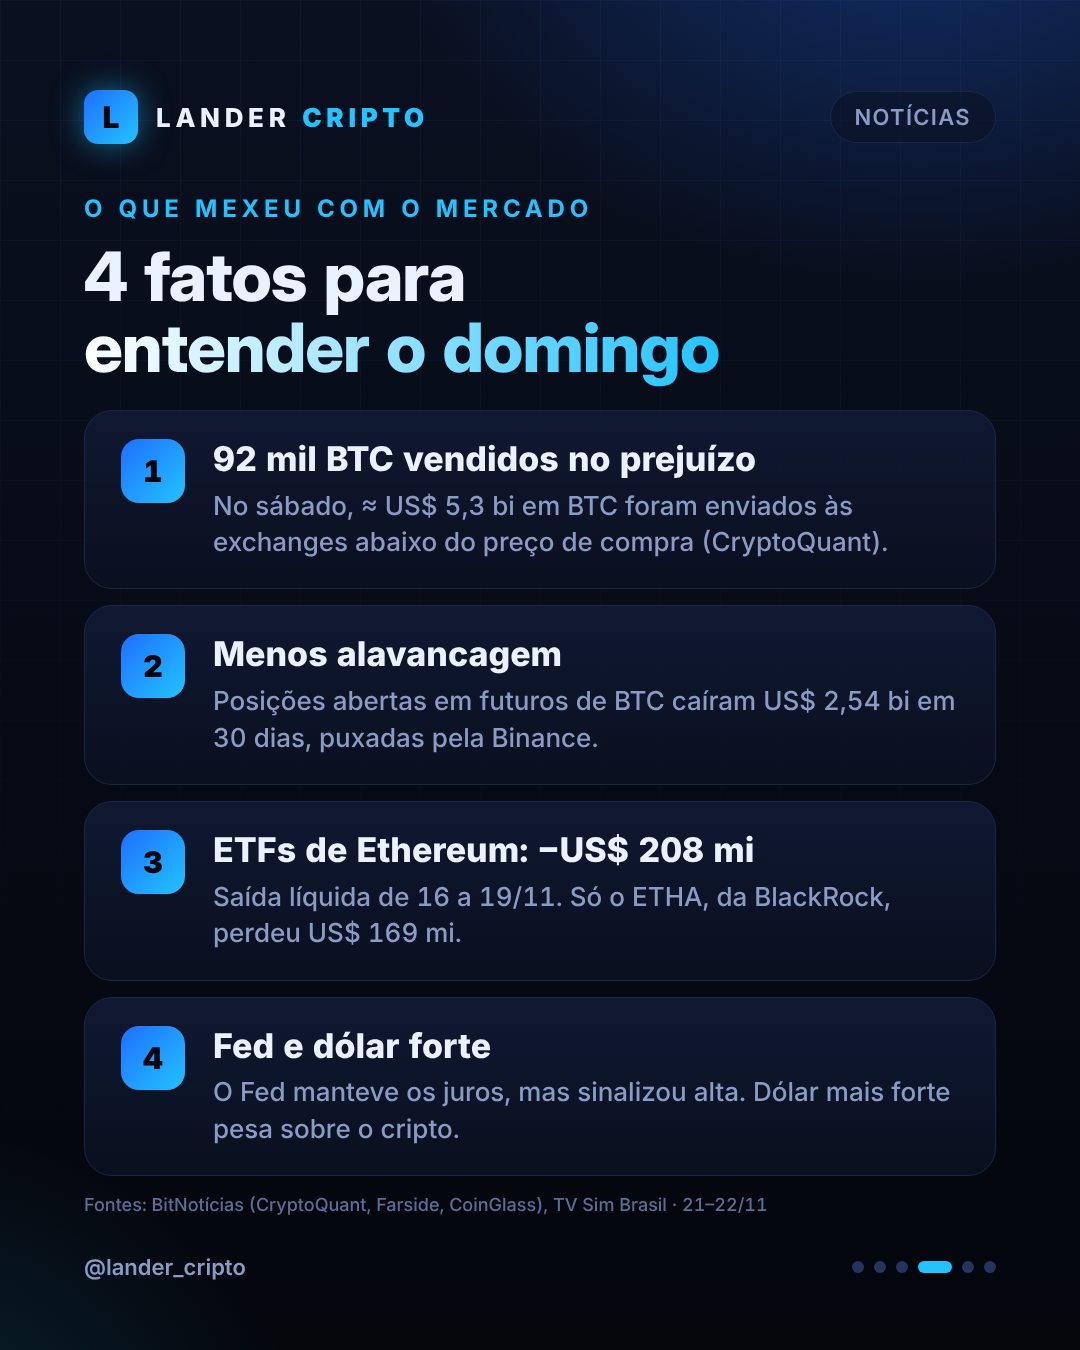 L LANDER CRIPTO
NOTÍCIAS
O QUE MEXEU COM O MERCADO
4 fatos para
entender o domingo
1
92 mil BTC vendidos no prejuízo
No sábado, ≈ US$ 5,3 bi em BTC foram enviados às
exchanges abaixo do preço de compra (CryptoQuant).
2
Menos alavancagem
Posições abertas em futuros de BTC caíram US$ 2,54 bi em
30 dias, puxadas pela Binance.
3
ETFs de Ethereum: −US$ 208 mi
Saída líquida de 16 a 19/11. Só o ETHA, da BlackRock,
perdeu US$ 169 mi.
4
Fed e dólar forte
O Fed manteve os juros, mas sinalizou alta. Dólar mais forte
pesa sobre o cripto.
Fontes: BitNotícias (CryptoQuant, Farside, CoinGlass), TV Sim Brasil · 21–22/11
@lander_cripto